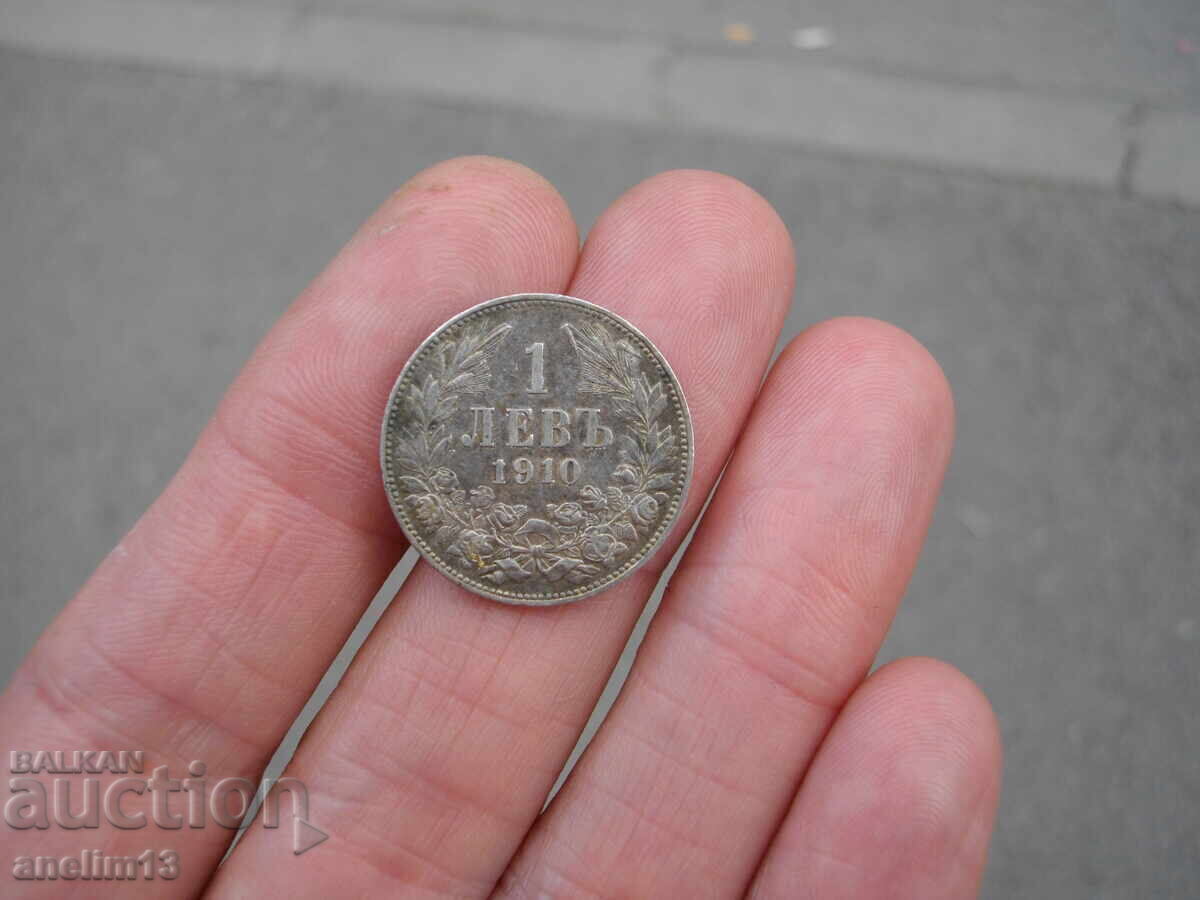 1
ЛЕВЪ
1910
BALKAN
auction
anelim13